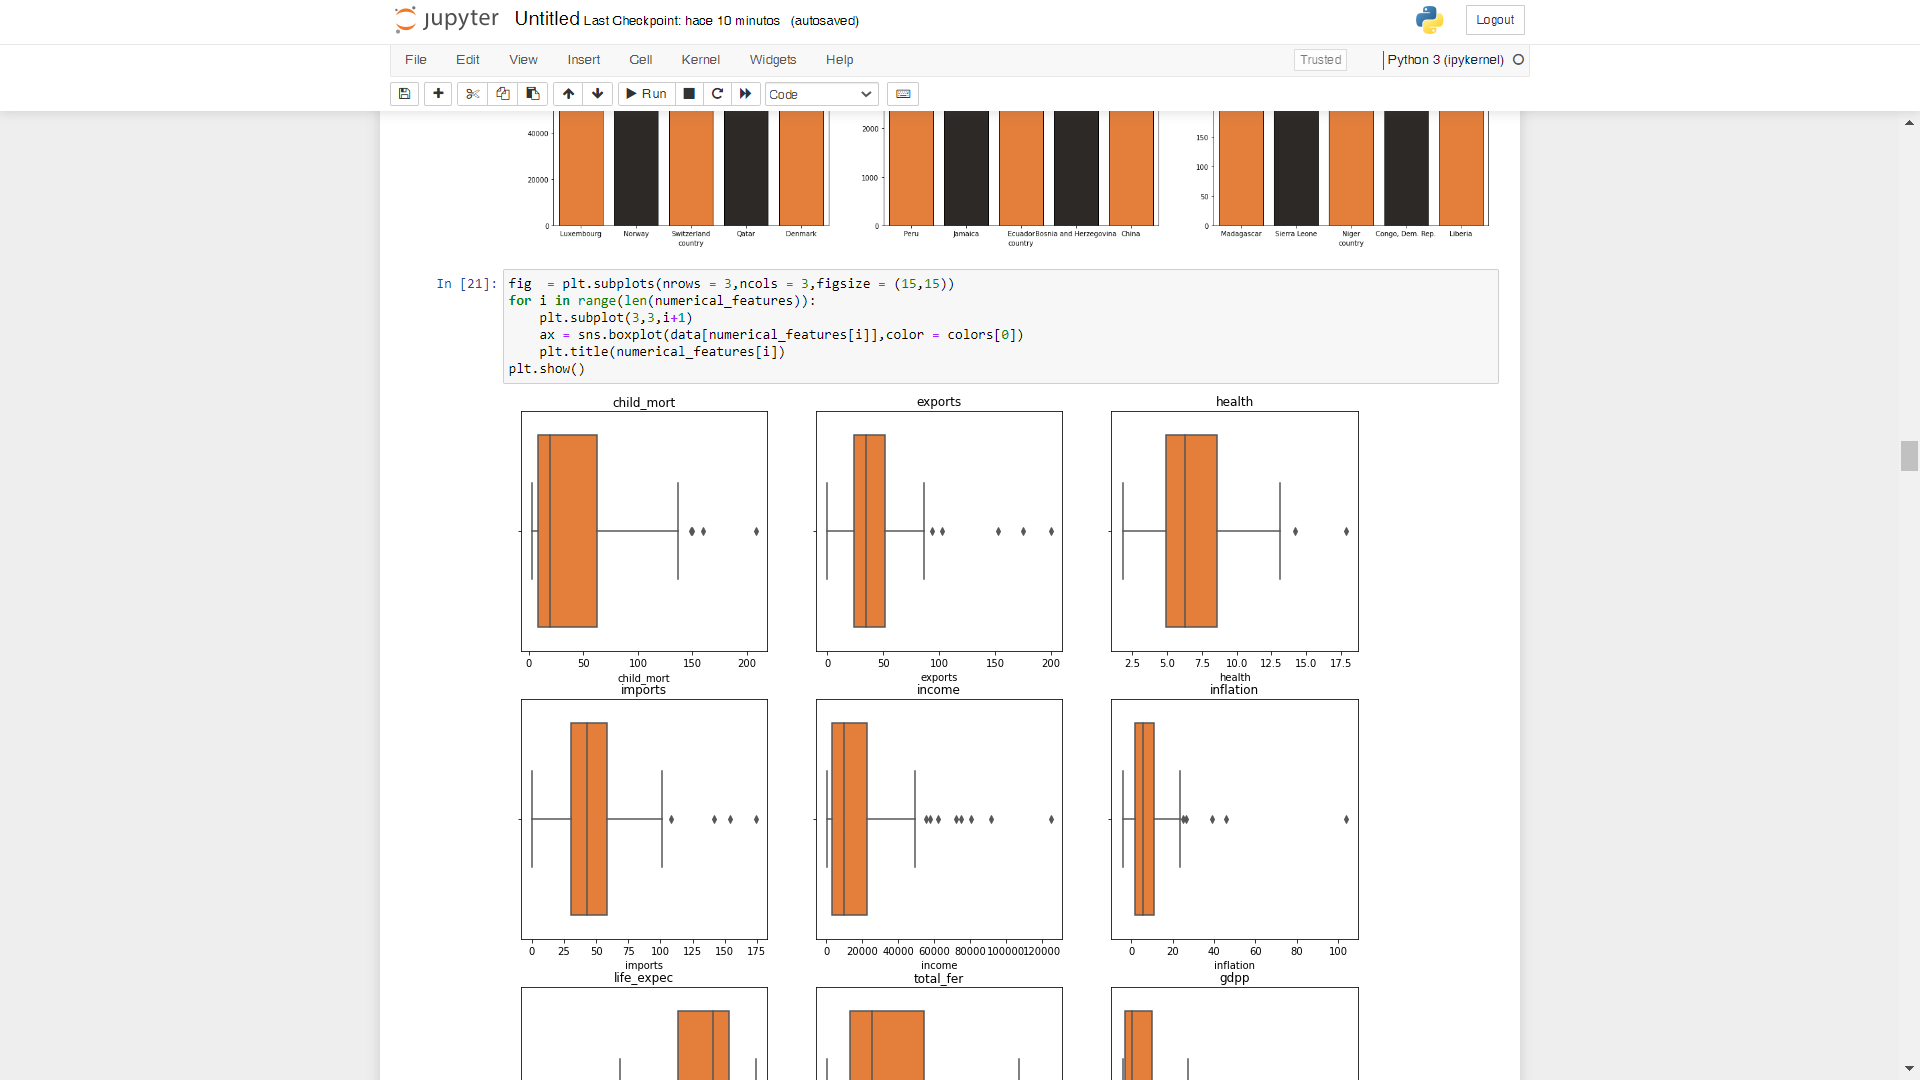 jupyter Untitled Last Checkpoint: hace 10 minutos (autosaved) Logout
File Edit View Insert Cell Kernel Widgets Help Trusted Python 3 (ipykernel)
Run Code
40000 2000 150
20000 1000 100
50
0 0 0
Luxembourg Norway Switzerland Qatar Denmark Peru Jamaica Ecuador Bosnia and Herzegovina China Madagascar Sierra Leone Niger Congo, Dem. Rep. Liberia
country country country
In [21]: fig  = plt.subplots(nrows = 3,ncols = 3,figsize = (15,15))
for i in range(len(numerical_features)):
    plt.subplot(3,3,i+1)
    ax = sns.boxplot(data[numerical_features[i]],color = colors[0])
    plt.title(numerical_features[i])
plt.show()
child_mort exports health
0 50 100 150 200 0 50 100 150 200 2.5 5.0 7.5 10.0 12.5 15.0 17.5
child_mort exports health
imports income inflation
0 25 50 75 100 125 150 175 0 20000 40000 60000 80000 100000 120000 0 20 40 60 80 100
imports income inflation
life_expec total_fer gdpp